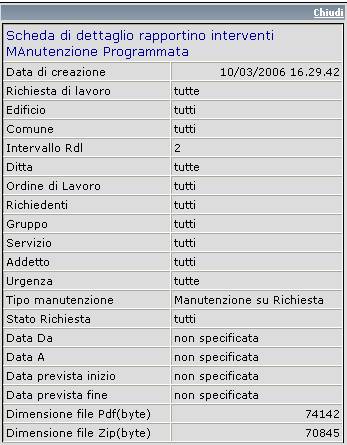 Chiudi
Scheda di dettaglio rapportino interventi
MAnutenzione Programmata
Data di creazione 10/03/2006 16.29.42
Richiesta di lavoro tutte
Edificio tutti
Comune tutti
Intervallo Rdl 2
Ditta tutte
Ordine di Lavoro tutti
Richiedenti tutti
Gruppo tutti
Servizio tutti
Addetto tutti
Urgenza tutte
Tipo manutenzione Manutenzione su Richiesta
Stato Richiesta tutti
Data Da non specificata
Data A non specificata
Data prevista inizio non specificata
Data prevista fine non specificata
Dimensione file Pdf(byte) 74142
Dimensione file Zip(byte) 70845